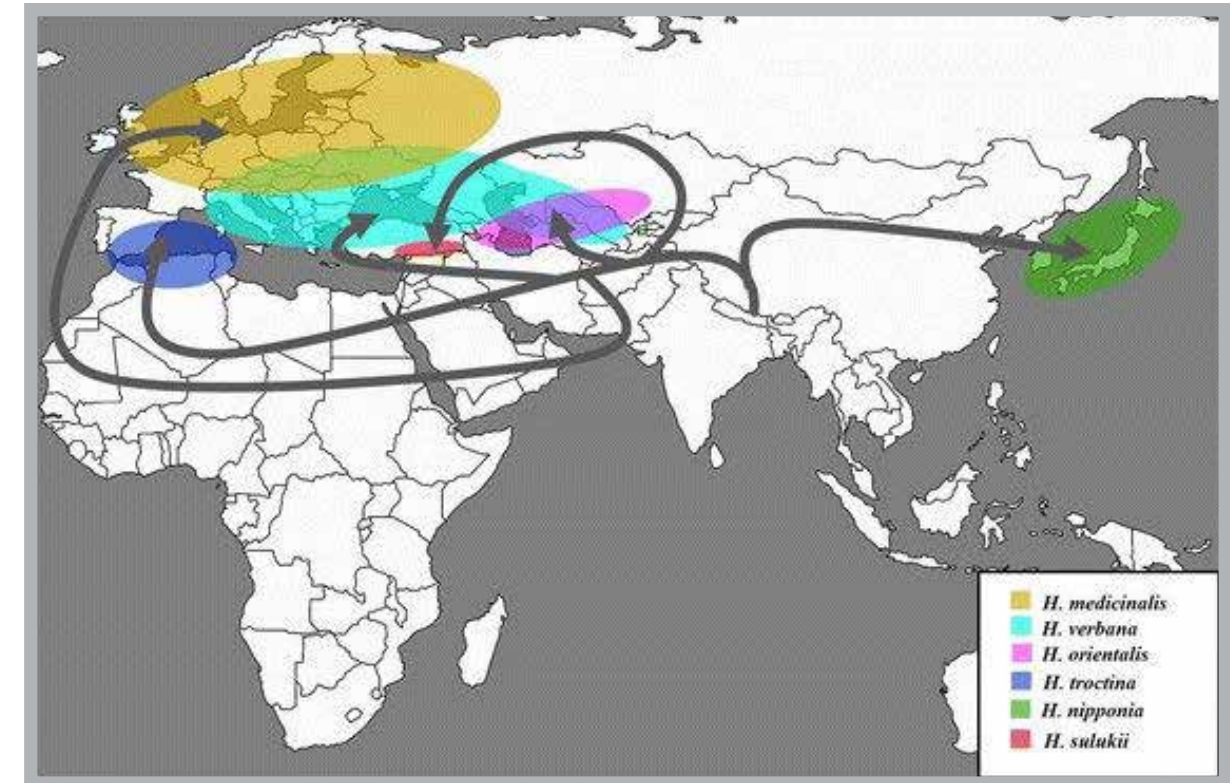 H. medicinalis
H. verbana
H. orientalis
H. troctina
H. nipponia
H. sulukii